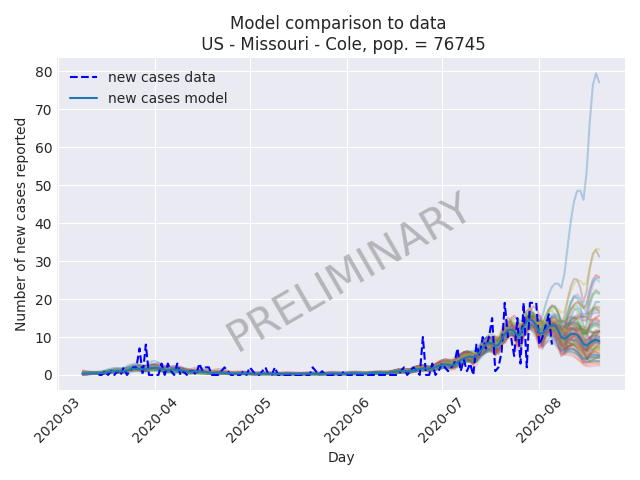 Model comparison to data
US - Missouri - Cole, pop. = 76745
new cases data
new cases model
Number of new cases reported
80
70
60
50
40
30
20
10
0
PRELIMINARY
2020-03
2020-04
2020-05
2020-06
2020-07
2020-08
Day